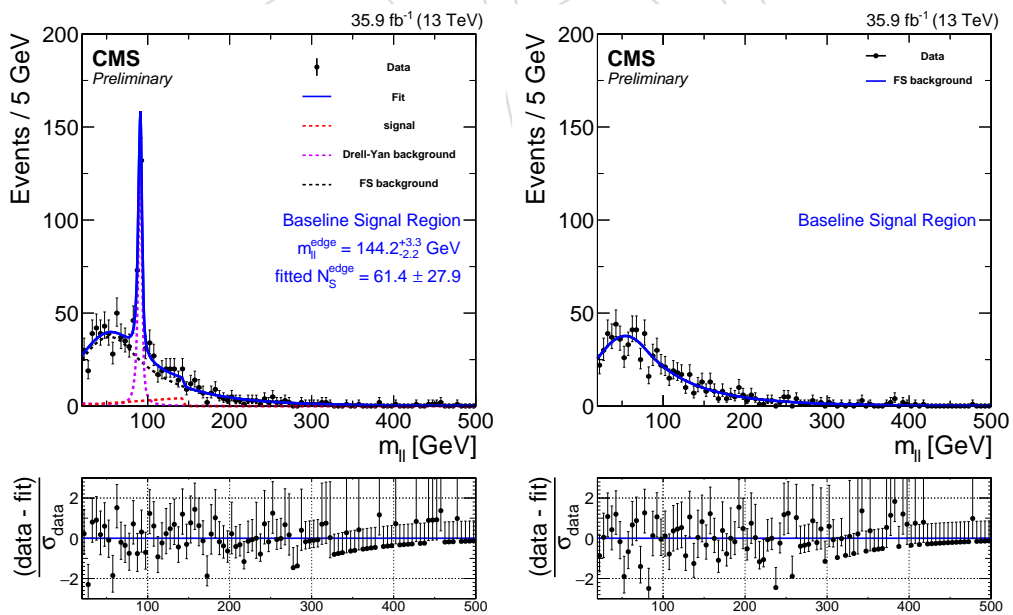 35.9 fb⁻¹ (13 TeV)
CMS
Preliminary
Data
Fit
signal
Drell-Yan background
FS background
Baseline Signal Region
m_ll^edge = 144.2 +3.3 -2.2 GeV
fitted N_S^edge = 61.4 ± 27.9
Events / 5 GeV
200
150
100
50
0
100 200 300 400 500
m_ll [GeV]
(data - fit)
σ_data
2
0
−2
100 200 300 400 500
35.9 fb⁻¹ (13 TeV)
CMS
Preliminary
Data
FS background
Baseline Signal Region
Events / 5 GeV
200
150
100
50
0
100 200 300 400 500
m_ll [GeV]
(data - fit)
σ_data
2
0
−2
100 200 300 400 500